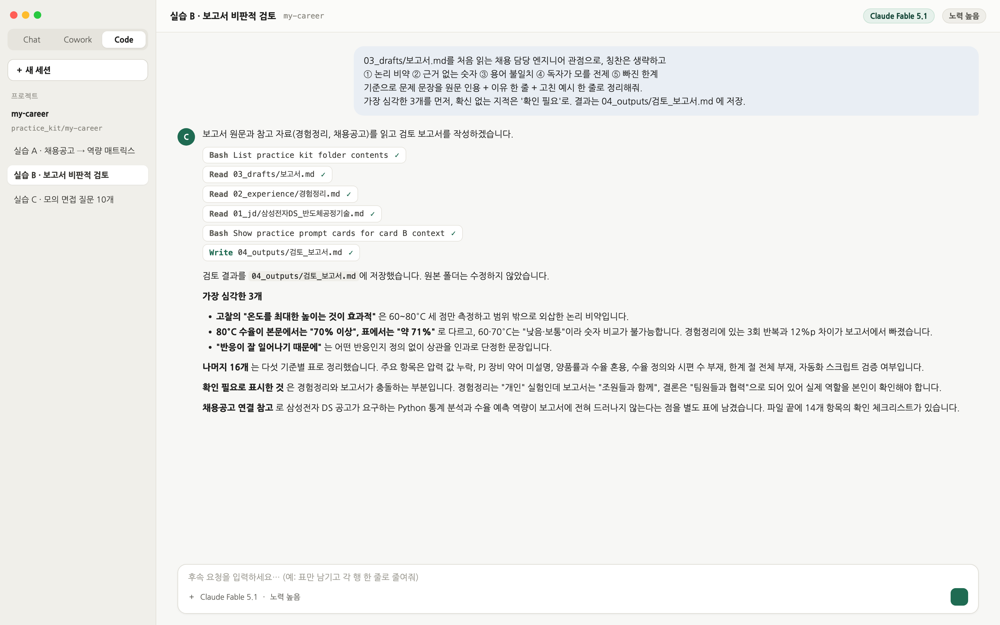 Chat Cowork Code
+ 새 세션
프로젝트
my-career
practice_kit/my-career
실습 A · 채용공고 → 역량 매트릭스
실습 B · 보고서 비판적 검토
실습 C · 모의 면접 질문 10개
실습 B · 보고서 비판적 검토 my-career
Claude Fable 5.1 노력 높음
03_drafts/보고서.md를 처음 읽는 채용 담당 엔지니어 관점으로, 칭찬은 생략하고
① 논리 비약 ② 근거 없는 숫자 ③ 용어 불일치 ④ 독자가 모를 전제 ⑤ 빠진 한계
기준으로 문제 문장을 원문 인용 + 이유 한 줄 + 고친 예시 한 줄로 정리해줘.
가장 심각한 3개를 먼저, 확신 없는 지적은 '확인 필요'로. 결과는 04_outputs/검토_보고서.md 에 저장.
C
보고서 원문과 참고 자료(경험정리, 채용공고)를 읽고 검토 보고서를 작성하겠습니다.
Bash List practice kit folder contents ✓
Read 03_drafts/보고서.md ✓
Read 02_experience/경험정리.md ✓
Read 01_jd/삼성전자DS_반도체공정기술.md ✓
Bash Show practice prompt cards for card B context ✓
Write 04_outputs/검토_보고서.md ✓
검토 결과를 04_outputs/검토_보고서.md에 저장했습니다. 원본 폴더는 수정하지 않았습니다.
가장 심각한 3개
• 고찰의 "온도를 최대한 높이는 것이 효과적" 은 60~80°C 세 점만 측정하고 범위 밖으로 외삽한 논리 비약입니다.
• 80°C 수율이 본문에서는 "70% 이상", 표에서는 "약 71%" 로 다르고, 60·70°C는 "낮음·보통"이라 숫자 비교가 불가능합니다. 경험정리에 있는 3회 반복과 12%p 차이가 보고서에서 빠졌습니다.
• "반응이 잘 일어나기 때문에" 는 어떤 반응인지 정의 없이 상관을 인과로 단정한 문장입니다.
나머지 16개 는 다섯 기준별 표로 정리했습니다. 주요 항목은 압력 값 누락, PJ 장비 약어 미설명, 양품률과 수율 혼용, 수율 정의와 시편 수 부재, 한계 절 전체 부재, 자동화 스크립트 검증 여부입니다.
확인 필요로 표시한 것 은 경험정리와 보고서가 충돌하는 부분입니다. 경험정리는 "개인" 실험인데 보고서는 "조원들과 함께", 결론은 "팀원들과 협력"으로 되어 있어 실제 역할을 본인이 확인해야 합니다.
채용공고 연결 참고 로 삼성전자 DS 공고가 요구하는 Python 통계 분석과 수율 예측 역량이 보고서에 전혀 드러나지 않는다는 점을 별도 표에 남겼습니다. 파일 끝에 14개 항목의 확인 체크리스트가 있습니다.
후속 요청을 입력하세요… (예: 표만 남기고 각 행 한 줄로 줄여줘)
+ Claude Fable 5.1 · 노력 높음